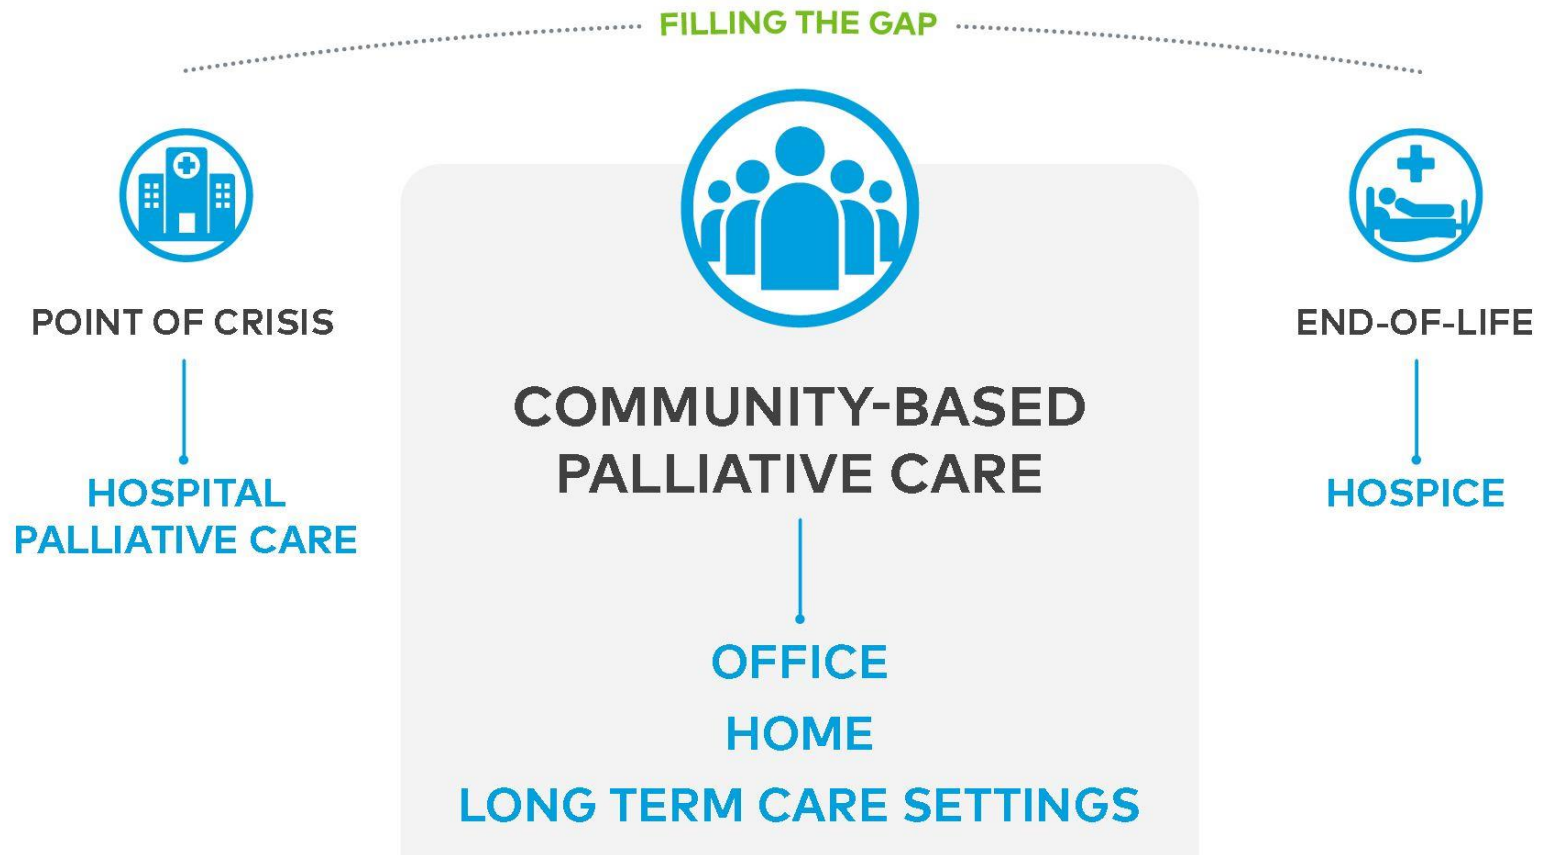 FILLING THE GAP
POINT OF CRISIS
HOSPITAL
PALLIATIVE CARE
COMMUNITY-BASED
PALLIATIVE CARE
OFFICE
HOME
LONG TERM CARE SETTINGS
END-OF-LIFE
HOSPICE